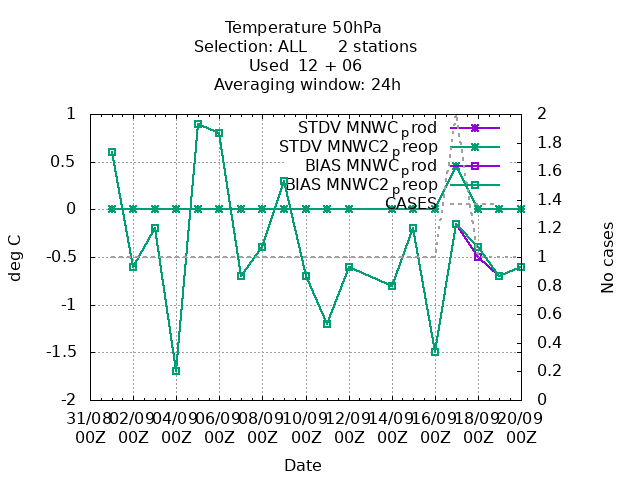 Temperature 50hPa
Selection: ALL 2 stations
Used 12 + 06
Averaging window: 24h
STDV MNWC_prod
STDV MNWC2_preop
BIAS MNWC_prod
BIAS MNWC2_preop
CASES
1
0.5
0
-0.5
-1
-1.5
-2
deg C
2
1.8
1.6
1.4
1.2
1
0.8
0.6
0.4
0.2
0
No cases
31/08 02/09 04/09 06/09 08/09 10/09 12/09 14/09 16/09 18/09 20/09
00Z 00Z 00Z 00Z 00Z 00Z 00Z 00Z 00Z 00Z 00Z
Date